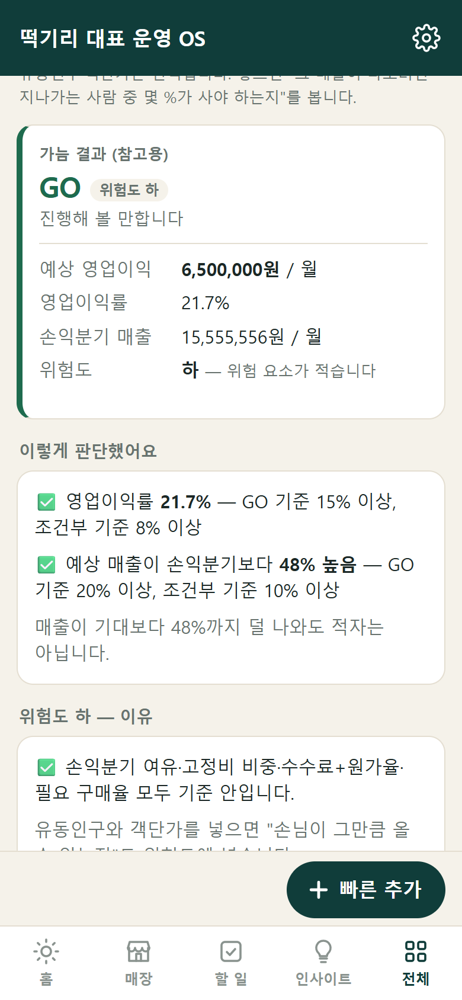 떡기리 대표 운영 OS
지나가는 사람 중 몇 %가 사야 하는지"를 봅니다.
가늠 결과 (참고용)
GO 위험도 하
진행해 볼 만합니다
예상 영업이익 6,500,000원 / 월
영업이익률 21.7%
손익분기 매출 15,555,556원 / 월
위험도 하 — 위험 요소가 적습니다
이렇게 판단했어요
✅ 영업이익률 21.7% — GO 기준 15% 이상,
조건부 기준 8% 이상
✅ 예상 매출이 손익분기보다 48% 높음 — GO
기준 20% 이상, 조건부 기준 10% 이상
매출이 기대보다 48%까지 덜 나와도 적자는
아닙니다.
위험도 하 — 이유
✅ 손익분기 여유·고정비 비중·수수료+원가율·
필요 구매율 모두 기준 안입니다.
유동인구와 객단가를 넣으면 "손님이 그만큼 올
+ 빠른 추가
홈 매장 할 일 인사이트 전체